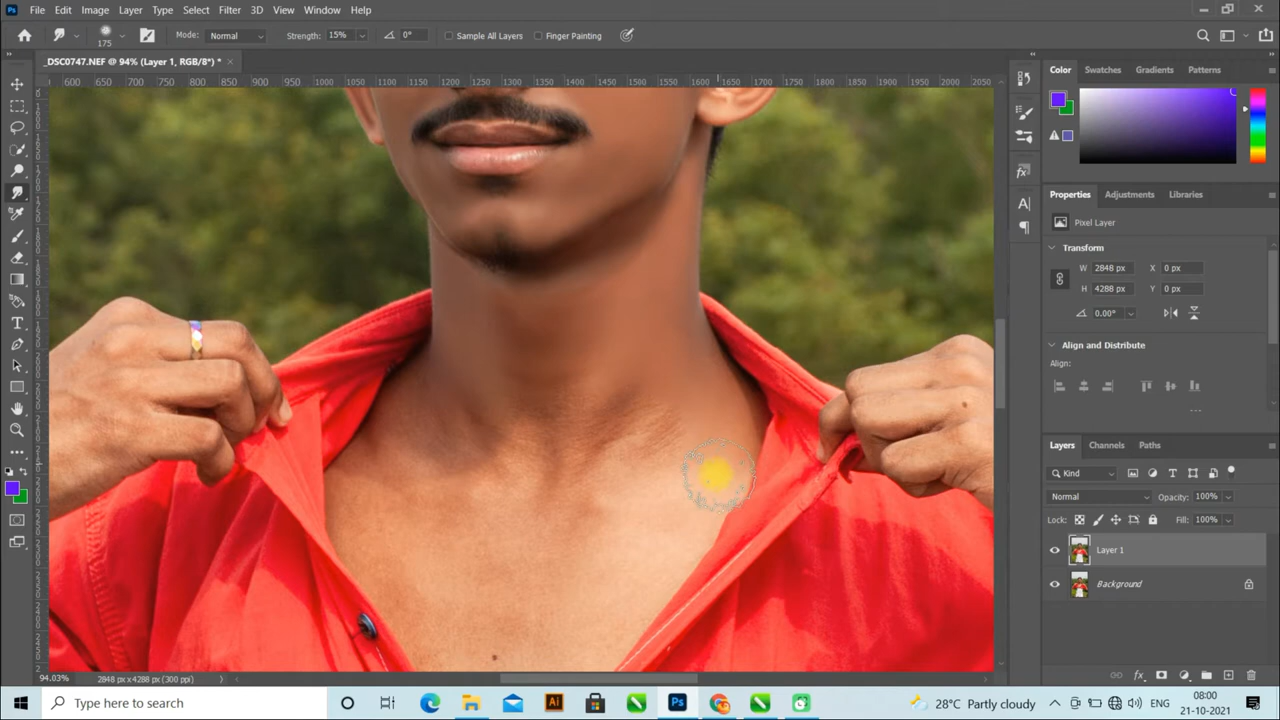 Ps File Edit Image Layer Type Select Filter 3D View Window Help
175 Mode: Normal Strength: 15% 0° Sample All Layers Finger Painting
_DSC0747.NEF @ 94% (Layer 1, RGB/8*) * ×
600 650 700 750 800 850 900 950 1000 1050 1100 1150 1200 1250 1300 1350 1400 1450 1500 1550 1600 1650 1700 1750 1800 1850 1900 1950 2000 2050
Color Swatches Gradients Patterns
Properties Adjustments Libraries
Pixel Layer
Transform
W 2848 px X 0 px
H 4288 px Y 0 px
0.00°
Align and Distribute
Align:
Layers Channels Paths
Kind
Normal Opacity: 100%
Lock: Fill: 100%
Layer 1
Background
94.03% 2848 px x 4288 px (300 ppi)
Type here to search
Ai Ps
28°C Partly cloudy ENG 08:00
21-10-2021